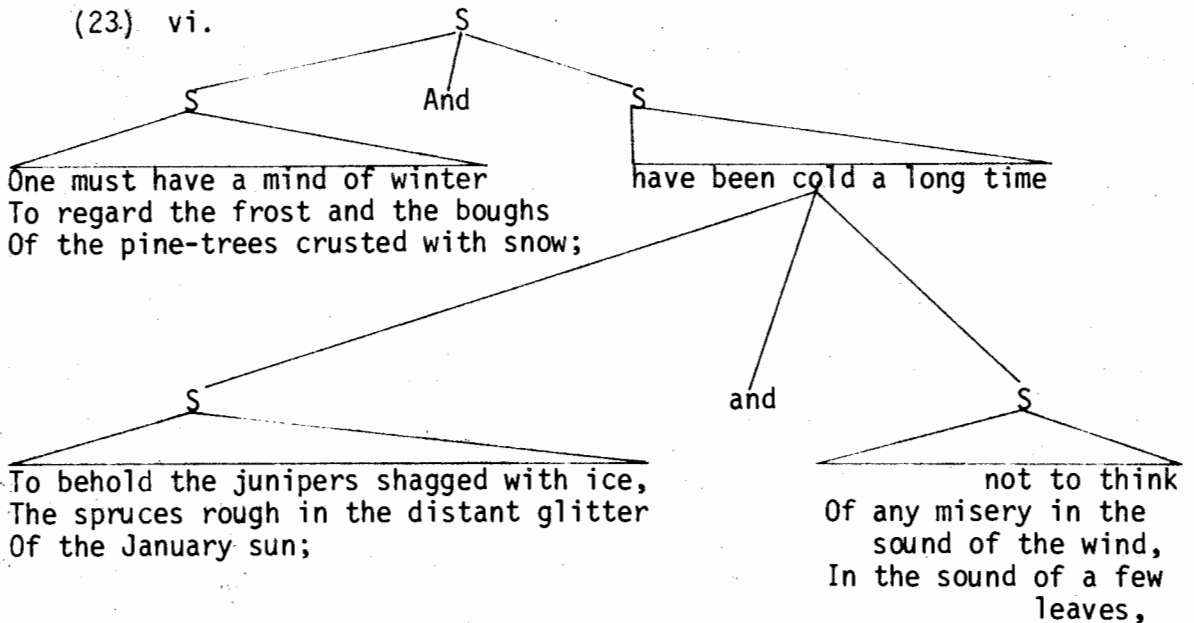 (23.) vi.
S
S And S
One must have a mind of winter
To regard the frost and the boughs
Of the pine-trees crusted with snow;
have been cold a long time
S and S
To behold the junipers shagged with ice,
The spruces rough in the distant glitter
Of the January sun;
not to think
Of any misery in the
sound of the wind,
In the sound of a few
leaves,